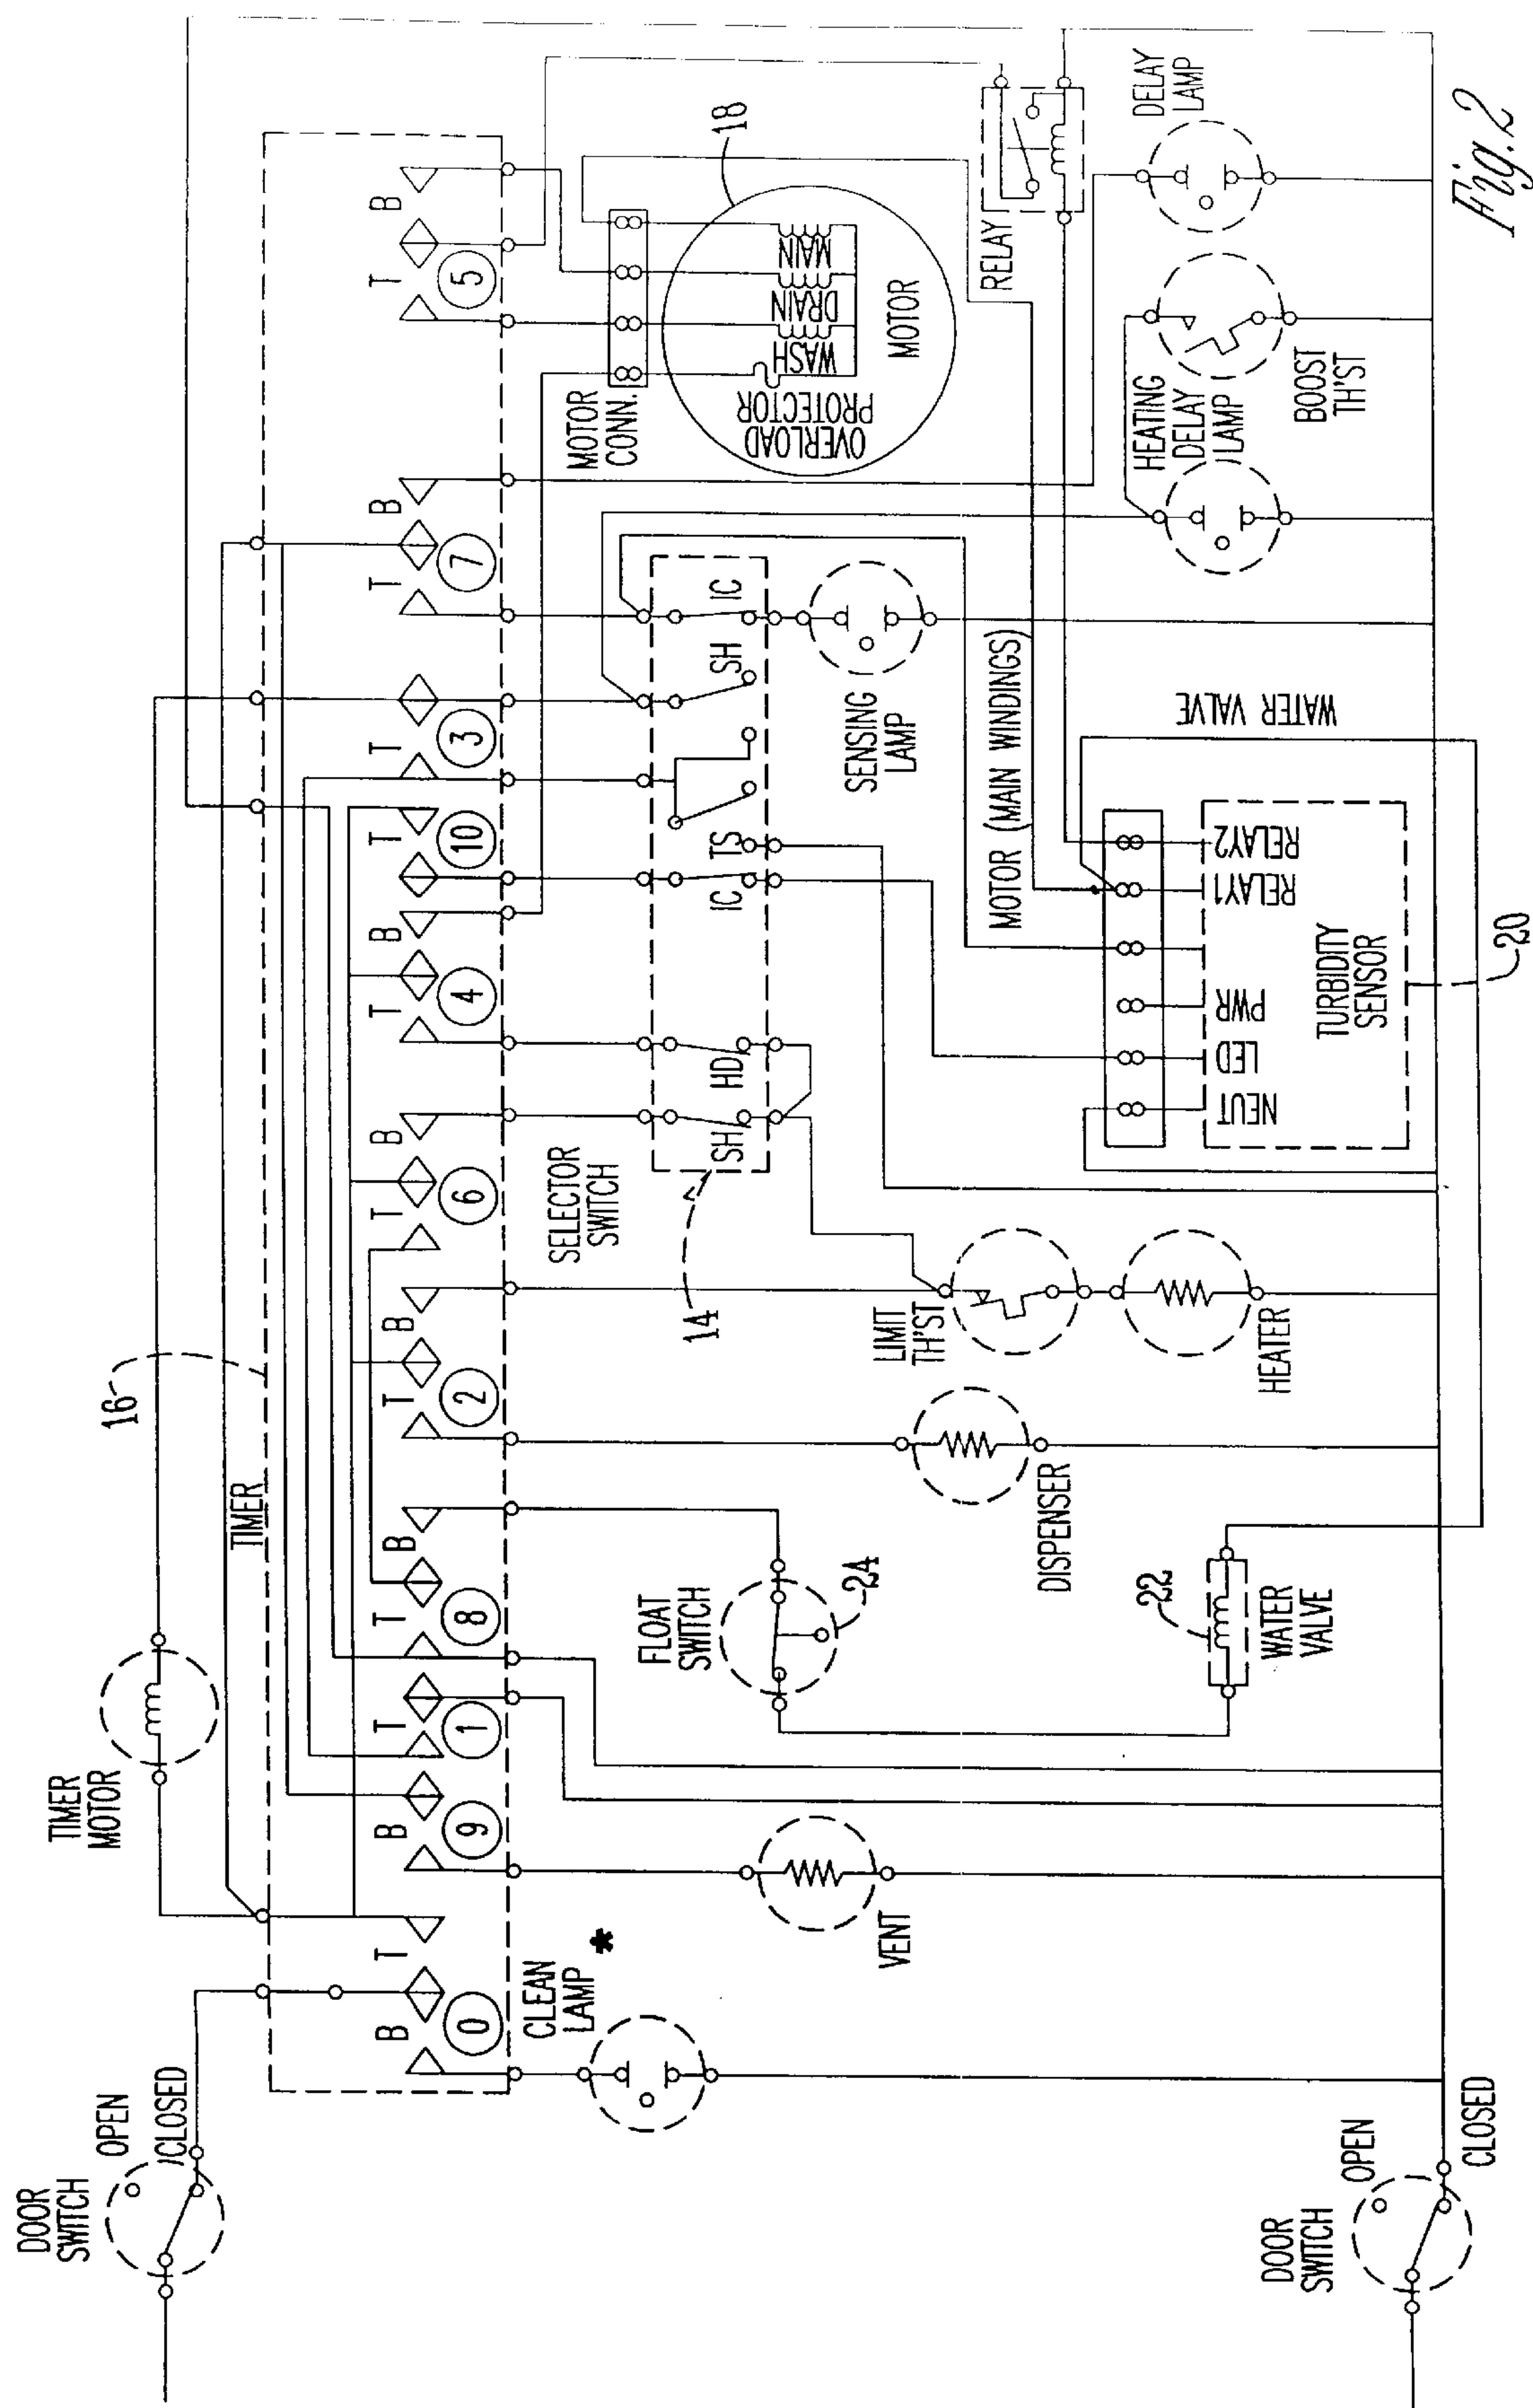 Fig. 2
DOOR
SWITCH
OPEN
CLOSED
TIMER
MOTOR
16
TIMER
B
T
0
B
9
T
1
T
8
B
T
2
B
T
6
B
T
4
B
10
T
T
3
T
7
B
T
5
B
CLEAN
LAMP *
SELECTOR
SWITCH
14
SH
HD
IC
TS
SH
IC
MOTOR
CONN.
18
OVERLOAD
PROTECTOR
WASH
DRAIN
MAIN
MOTOR
VENT
FLOAT
SWITCH
24
DISPENSER
LIMIT
TH'ST
HEATER
SENSING
LAMP
MOTOR (MAIN WINDINGS)
RELAY
DELAY
LAMP
HEATING
DELAY
LAMP
BOOST
TH'ST
WATER VALVE
22
WATER
VALVE
NEUT
LED
PWR
RELAY1
RELAY2
TURBIDITY
SENSOR
20
DOOR
SWITCH
OPEN
CLOSED